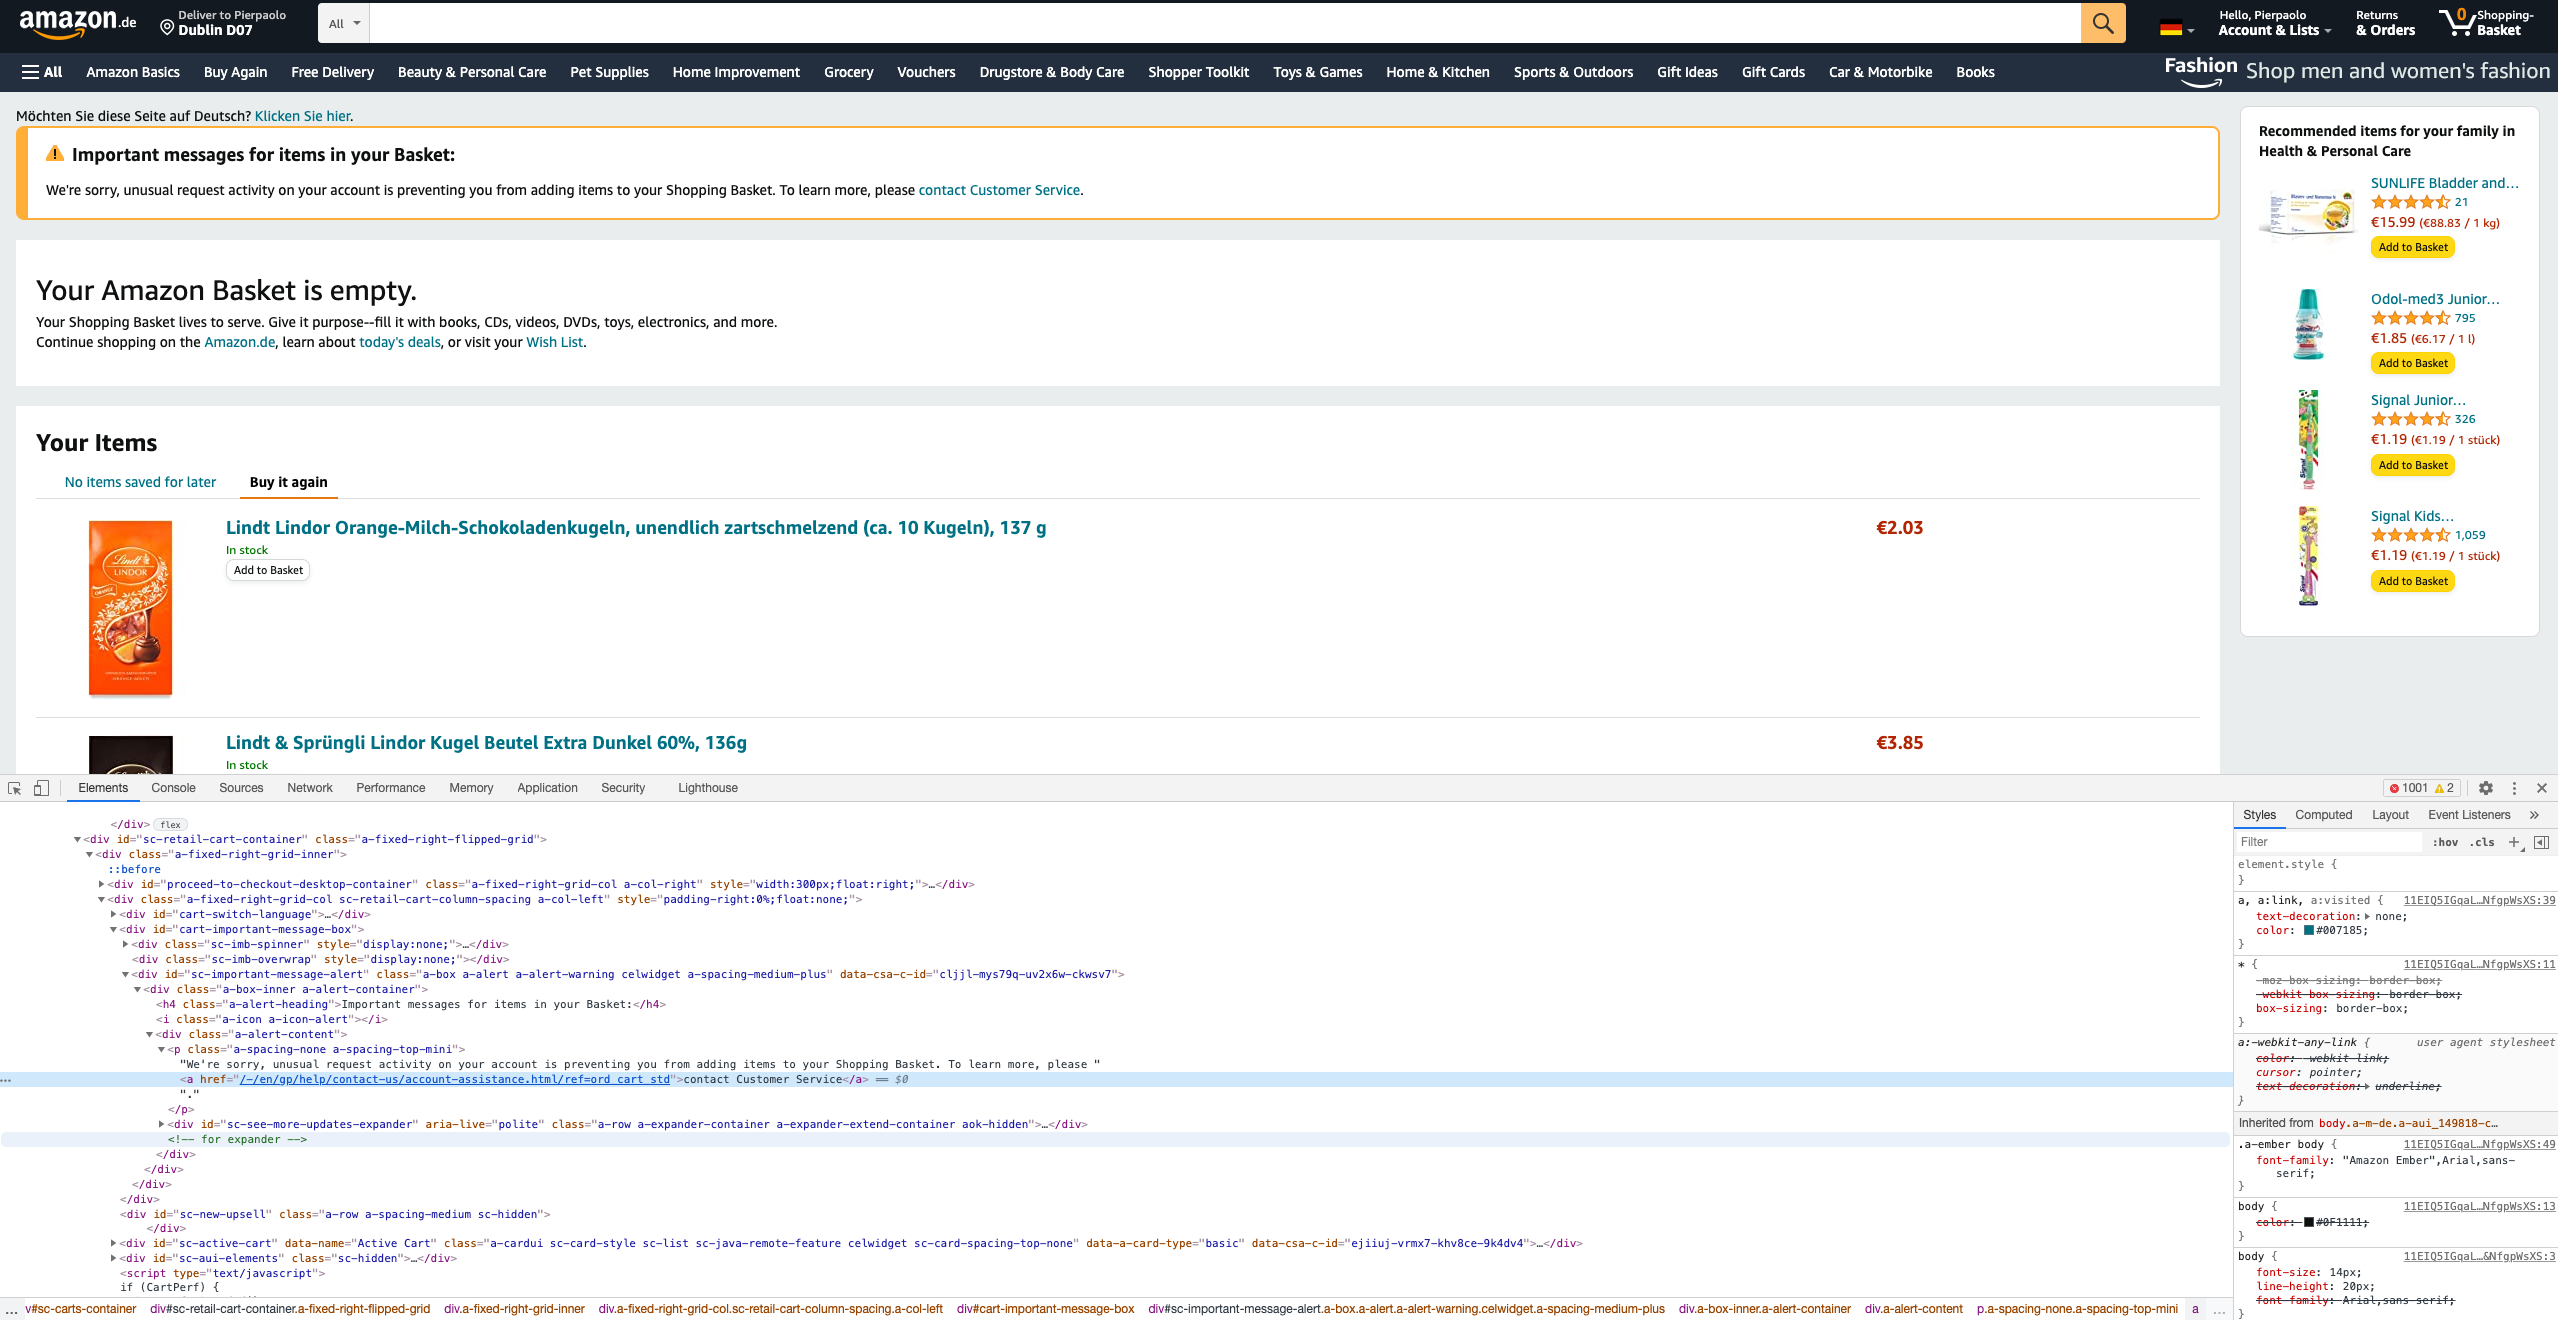 amazon.de
Deliver to Pierpaolo
Dublin D07
All
Hello, Pierpaolo
Account & Lists
Returns
& Orders
0
Shopping-
Basket
All Amazon Basics Buy Again Free Delivery Beauty & Personal Care Pet Supplies Home Improvement Grocery Vouchers Drugstore & Body Care Shopper Toolkit Toys & Games Home & Kitchen Sports & Outdoors Gift Ideas Gift Cards Car & Motorbike Books
Fashion Shop men and women's fashion
Möchten Sie diese Seite auf Deutsch? Klicken Sie hier.
Important messages for items in your Basket:
We're sorry, unusual request activity on your account is preventing you from adding items to your Shopping Basket. To learn more, please contact Customer Service.
Your Amazon Basket is empty.
Your Shopping Basket lives to serve. Give it purpose--fill it with books, CDs, videos, DVDs, toys, electronics, and more.
Continue shopping on the Amazon.de, learn about today's deals, or visit your Wish List.
Your Items
No items saved for later Buy it again
Lindt
LINDOR
ORANGE
Lindt Lindor Orange-Milch-Schokoladenkugeln, unendlich zartschmelzend (ca. 10 Kugeln), 137 g
€2.03
In stock
Add to Basket
Lindt & Sprüngli Lindor Kugel Beutel Extra Dunkel 60%, 136g
€3.85
In stock
Recommended items for your family in
Health & Personal Care
SUNLIFE Bladder and...
21
€15.99 (€88.83 / 1 kg)
Add to Basket
Odol-med3 Junior...
795
€1.85 (€6.17 / 1 l)
Add to Basket
Signal
Signal Junior...
326
€1.19 (€1.19 / 1 stück)
Add to Basket
Signal
Signal Kids...
1,059
€1.19 (€1.19 / 1 stück)
Add to Basket
Elements Console Sources Network Performance Memory Application Security Lighthouse
1001 2
</div> flex
<div id="sc-retail-cart-container" class="a-fixed-right-flipped-grid">
<div class="a-fixed-right-grid-inner">
::before
<div id="proceed-to-checkout-desktop-container" class="a-fixed-right-grid-col a-col-right" style="width:300px;float:right;">…</div>
<div class="a-fixed-right-grid-col sc-retail-cart-column-spacing a-col-left" style="padding-right:0%;float:none;">
<div id="cart-switch-language">…</div>
<div id="cart-important-message-box">
<div class="sc-imb-spinner" style="display:none;">…</div>
<div class="sc-imb-overwrap" style="display:none;"></div>
<div id="sc-important-message-alert" class="a-box a-alert a-alert-warning celwidget a-spacing-medium-plus" data-csa-c-id="cljjl-mys79q-uv2x6w-ckwsv7">
<div class="a-box-inner a-alert-container">
<h4 class="a-alert-heading">Important messages for items in your Basket:</h4>
<i class="a-icon a-icon-alert"></i>
<div class="a-alert-content">
<p class="a-spacing-none a-spacing-top-mini">
"We're sorry, unusual request activity on your account is preventing you from adding items to your Shopping Basket. To learn more, please "
<a href="/-/en/gp/help/contact-us/account-assistance.html/ref=ord_cart_std">contact Customer Service</a> == $0
"."
</p>
<div id="sc-see-more-updates-expander" aria-live="polite" class="a-row a-expander-container a-expander-extend-container aok-hidden">…</div>
<!-- for expander -->
</div>
</div>
</div>
</div>
<div id="sc-new-upsell" class="a-row a-spacing-medium sc-hidden">
</div>
<div id="sc-active-cart" data-name="Active Cart" class="a-cardui sc-card-style sc-list sc-java-remote-feature celwidget sc-card-spacing-top-none" data-a-card-type="basic" data-csa-c-id="ejiiuj-vrmx7-khv8ce-9k4dv4">…</div>
<div id="sc-aui-elements" class="sc-hidden">…</div>
<script type="text/javascript">
if (CartPerf) {
... v#sc-carts-container div#sc-retail-cart-container.a-fixed-right-flipped-grid div.a-fixed-right-grid-inner div.a-fixed-right-grid-col.sc-retail-cart-column-spacing.a-col-left div#cart-important-message-box div#sc-important-message-alert.a-box.a-alert.a-alert-warning.celwidget.a-spacing-medium-plus div.a-box-inner.a-alert-container div.a-alert-content p.a-spacing-none.a-spacing-top-mini a ...
Styles Computed Layout Event Listeners »
Filter :hov .cls +
element.style {
}
a, a:link, a:visited { 11EIQ5IGqaL…NfgpWsXS:39
text-decoration: none;
color: #007185;
}
* { 11EIQ5IGqaL…NfgpWsXS:11
-moz-box-sizing: border-box;
-webkit-box-sizing: border-box;
box-sizing: border-box;
}
a:-webkit-any-link { user agent stylesheet
color: -webkit-link;
cursor: pointer;
text-decoration: underline;
}
Inherited from body.a-m-de.a-aui_149818-c…
.a-ember body { 11EIQ5IGqaL…NfgpWsXS:49
font-family: "Amazon Ember",Arial,sans-
serif;
}
body { 11EIQ5IGqaL…NfgpWsXS:13
color: #0F1111;
}
body { 11EIQ5IGqaL…&NfgpWsXS:3
font-size: 14px;
line-height: 20px;
font-family: Arial,sans-serif;
}